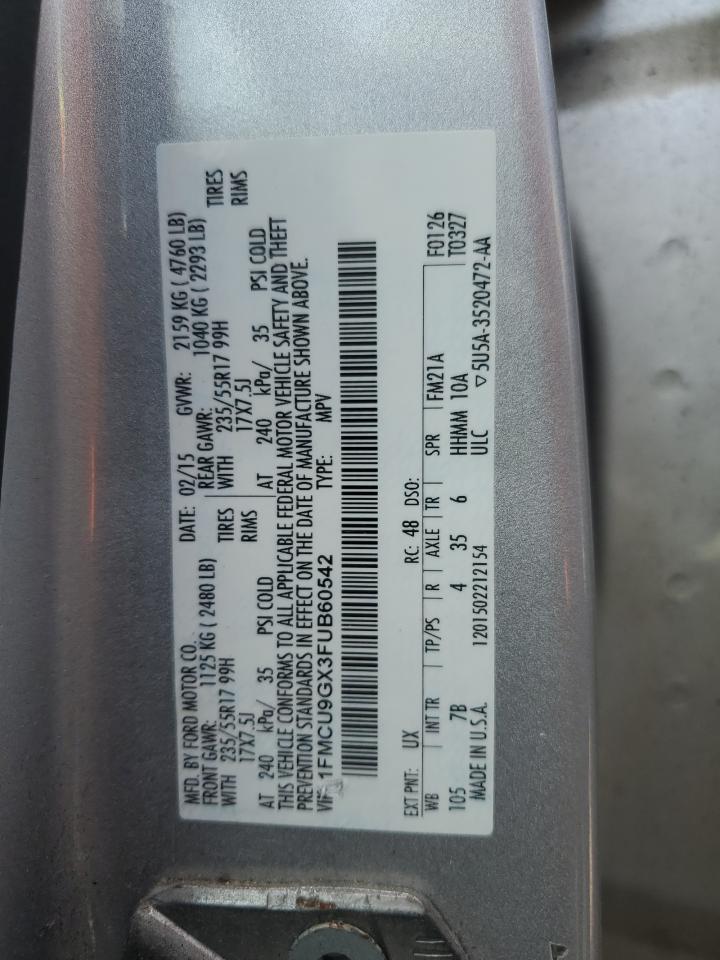 MFD. BY FORD MOTOR CO. DATE: 02/15 GVWR: 2159 KG ( 4760 LB)
FRONT GAWR: 1125 KG ( 2480 LB) REAR GAWR: 1040 KG ( 2293 LB)
WITH 235/55R17 99H TIRES WITH 235/55R17 99H TIRES
17X7.5J RIMS 17X7.5J RIMS
AT 240 kPa/ 35 PSI COLD AT 240 kPa/ 35 PSI COLD
THIS VEHICLE CONFORMS TO ALL APPLICABLE FEDERAL MOTOR VEHICLE SAFETY AND THEFT
PREVENTION STANDARDS IN EFFECT ON THE DATE OF MANUFACTURE SHOWN ABOVE.
VIN: 1FMCU9GX3FUB60542 TYPE: MPV
EXT PNT: UX RC: 48 DSO: F0126
WB INT TR TP/PS R AXLE TR SPR FM21A T0327
105 7B 4 35 6 HHMM 10A
MADE IN U.S.A. 1201502212154 ULC ▽5U5A-3520472-AA